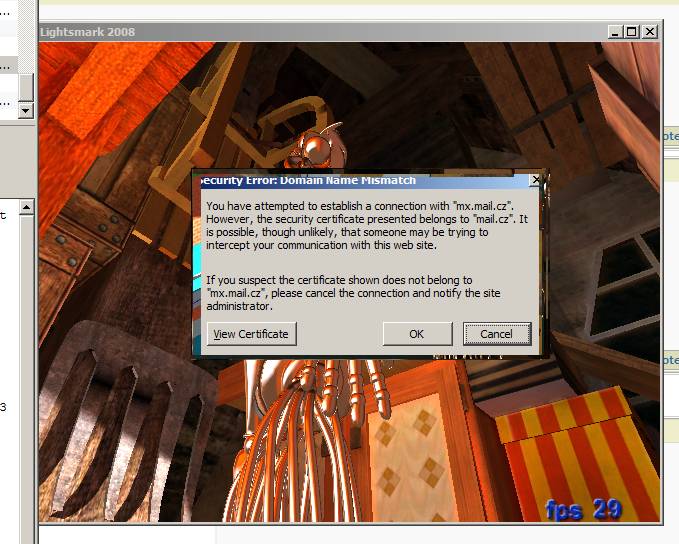 ...
Lightsmark 2008
...
...
ote
ecurity Error: Domain Name Mismatch
You have attempted to establish a connection with "mx.mail.cz".
However, the security certificate presented belongs to "mail.cz". It
is possible, though unlikely, that someone may be trying to
intercept your communication with this web site.
If you suspect the certificate shown does not belong to
"mx.mail.cz", please cancel the connection and notify the site
administrator.
View Certificate
OK
Cancel
t
ote
3
fps 29